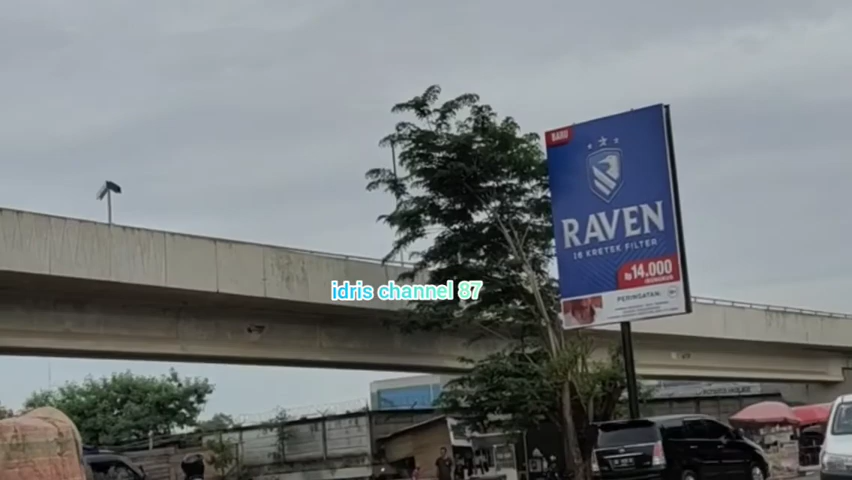 BARU
RAVEN
16 KRETEK FILTER
Rp14.000
PERINGATAN:
idris channel 87